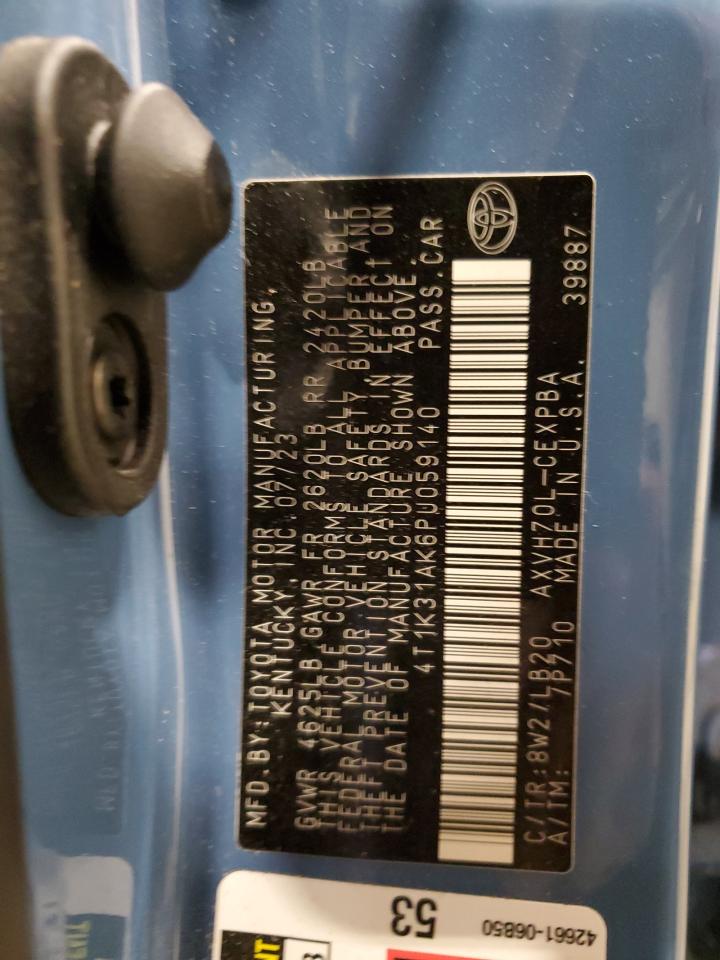 MFD.BY:TOYOTA MOTOR MANUFACTURING,
KENTUCKY, INC 07/23
GVWR 4625LB GAWR FR 2620LB RR 2420LB
THIS VEHICLE CONFORMS TO ALL APPLICABLE
FEDERAL MOTOR VEHICLE SAFETY, BUMPER AND
THEFT PREVENTION STANDARDS IN EFFECT ON
THE DATE OF MANUFACTURE SHOWN ABOVE.
4T1K31AK6PU059140 PASS.CAR
C/TR:8W2/LB20 AXVH70L-CEXPBA
A/TM: 7P710 MADE IN U.S.A. 39887
53
42661-06B50